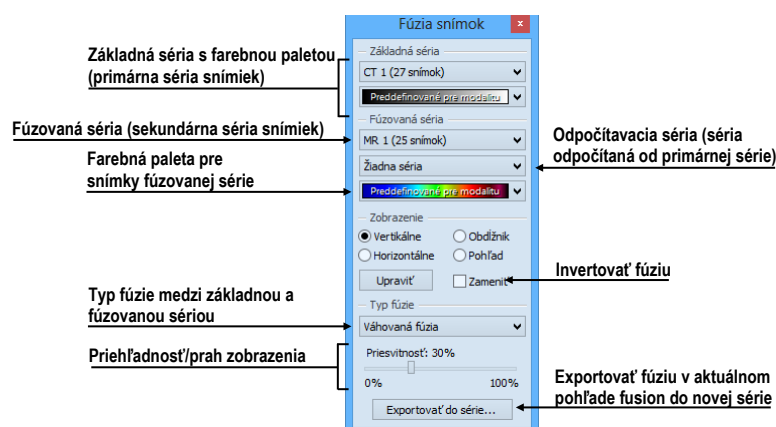 Fúzia snímok
x
Základná séria s farebnou paletou
(primárna séria snímiek)
Základná séria
CT 1 (27 snímok)
Preddefinované pre modalitu
Fúzovaná séria (sekundárna séria snímiek)
Fúzovaná séria
MR 1 (25 snímok)
Farebná paleta pre
snímky fúzovanej série
Žiadna séria
Preddefinované pre modalitu
Odpočítavacia séria (séria
odpočítaná od primárnej série)
Zobrazenie
Vertikálne
Obdĺžnik
Horizontálne
Pohľad
Upraviť
Zameniť
Invertovať fúziu
Typ fúzie medzi základnou a
fúzovanou sériou
Typ fúzie
Váhovaná fúzia
Priehľadnosť/prah zobrazenia
Priesvitnosť: 30%
0%
100%
Exportovať do série...
Exportovať fúziu v aktuálnom
pohľade fusion do novej série